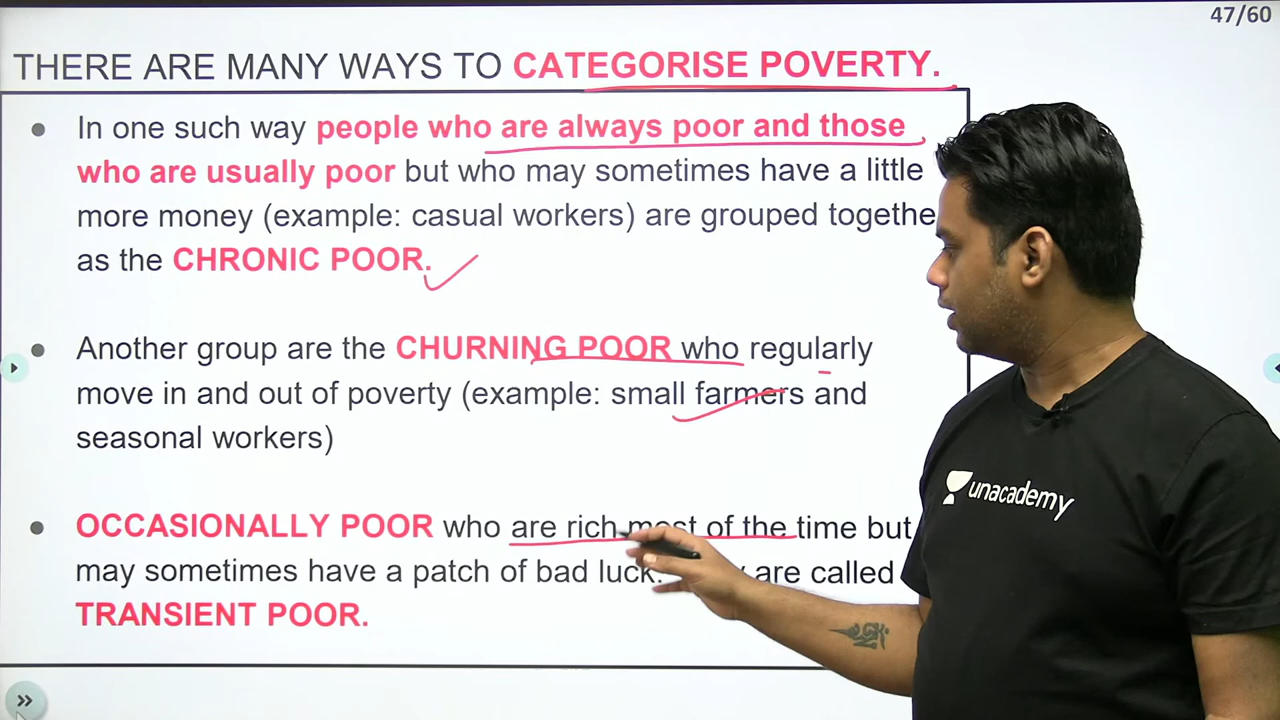 47/60
THERE ARE MANY WAYS TO CATEGORISE POVERTY.
● In one such way people who are always poor and those
who are usually poor but who may sometimes have a little
more money (example: casual workers) are grouped togethe
as the CHRONIC POOR.
● Another group are the CHURNING POOR who regularly
move in and out of poverty (example: small farmers and
seasonal workers)
● OCCASIONALLY POOR who are rich most of the time but
may sometimes have a patch of bad luck. are called
TRANSIENT POOR.
unacademy